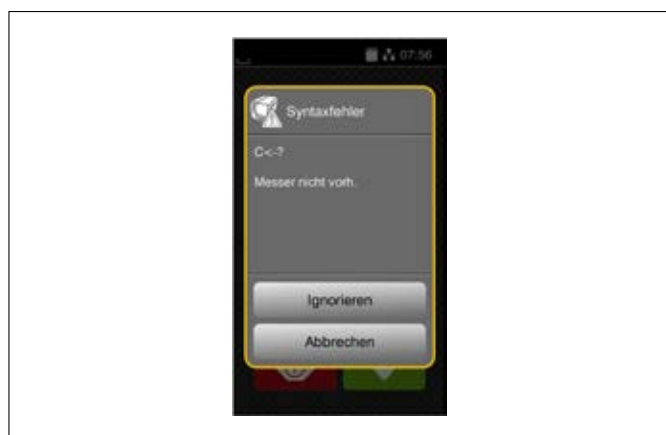 07:56
Syntaxfehler
C<-?
Messer nicht vorh.
Ignorieren
Abbrechen